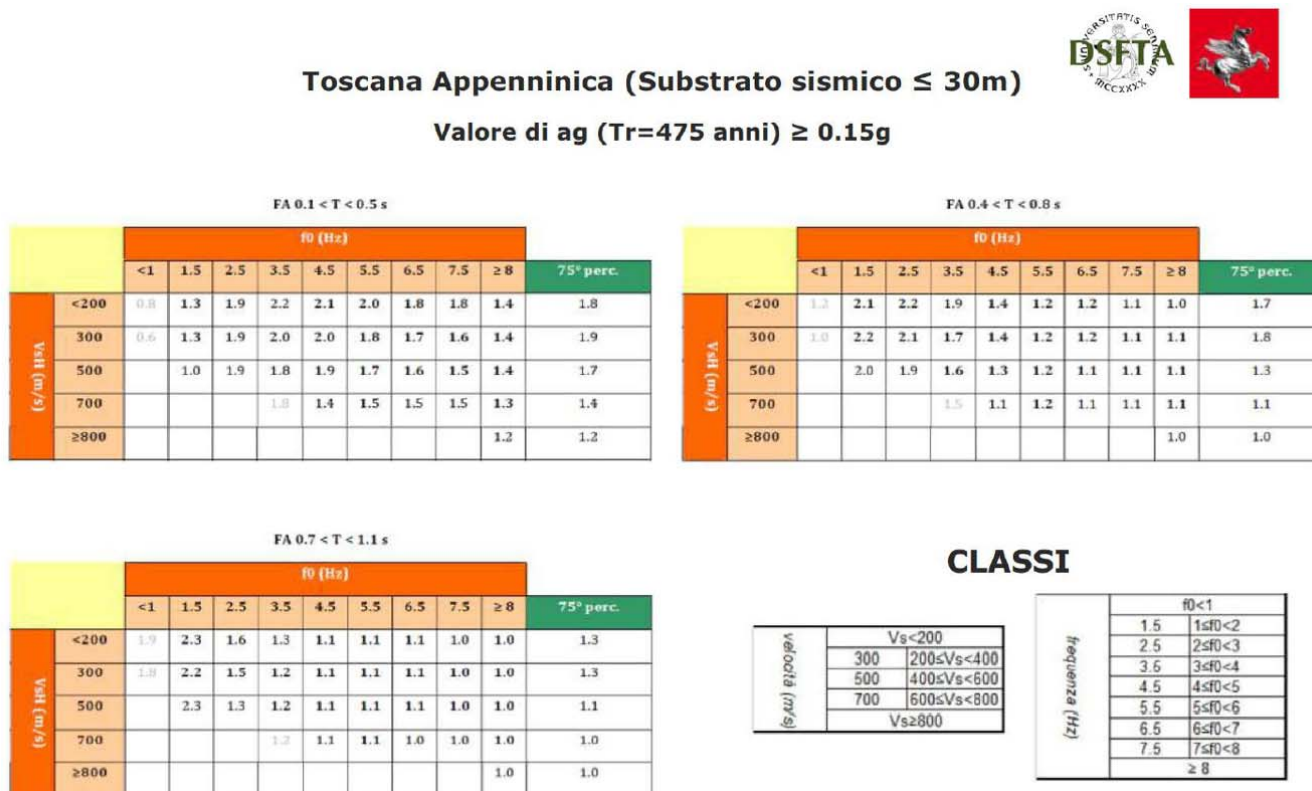 UNIVERSITATIS SENARUM
DSFTA
MCCXXXX
Toscana Appenninica (Substrato sismico ≤ 30m)
Valore di ag (Tr=475 anni) ≥ 0.15g
FA 0.1 < T < 0.5 s
f0 (Hz)
<1 1.5 2.5 3.5 4.5 5.5 6.5 7.5 ≥ 8 75° perc.
VsH (m/s)
<200 0.8 1.3 1.9 2.2 2.1 2.0 1.8 1.8 1.4 1.8
300 0.6 1.3 1.9 2.0 2.0 1.8 1.7 1.6 1.4 1.9
500 1.0 1.9 1.8 1.9 1.7 1.6 1.5 1.4 1.7
700 1.8 1.4 1.5 1.5 1.5 1.3 1.4
≥800 1.2 1.2
FA 0.4 < T < 0.8 s
f0 (Hz)
<1 1.5 2.5 3.5 4.5 5.5 6.5 7.5 ≥ 8 75° perc.
VsH (m/s)
<200 1.2 2.1 2.2 1.9 1.4 1.2 1.2 1.1 1.0 1.7
300 1.0 2.2 2.1 1.7 1.4 1.2 1.2 1.1 1.1 1.8
500 2.0 1.9 1.6 1.3 1.2 1.1 1.1 1.1 1.3
700 1.5 1.1 1.2 1.1 1.1 1.1 1.1
≥800 1.0 1.0
FA 0.7 < T < 1.1 s
f0 (Hz)
<1 1.5 2.5 3.5 4.5 5.5 6.5 7.5 ≥ 8 75° perc.
VsH (m/s)
<200 1.9 2.3 1.6 1.3 1.1 1.1 1.1 1.0 1.0 1.3
300 1.8 2.2 1.5 1.2 1.1 1.1 1.1 1.0 1.0 1.3
500 2.3 1.3 1.2 1.1 1.1 1.1 1.0 1.0 1.1
700 1.2 1.1 1.1 1.0 1.0 1.0 1.0
≥800 1.0 1.0
CLASSI
velocità (m/s)
Vs<200
300 200≤Vs<400
500 400≤Vs<600
700 600≤Vs<800
Vs≥800
frequenza (Hz)
f0<1
1.5 1≤f0<2
2.5 2≤f0<3
3.5 3≤f0<4
4.5 4≤f0<5
5.5 5≤f0<6
6.5 6≤f0<7
7.5 7≤f0<8
≥ 8